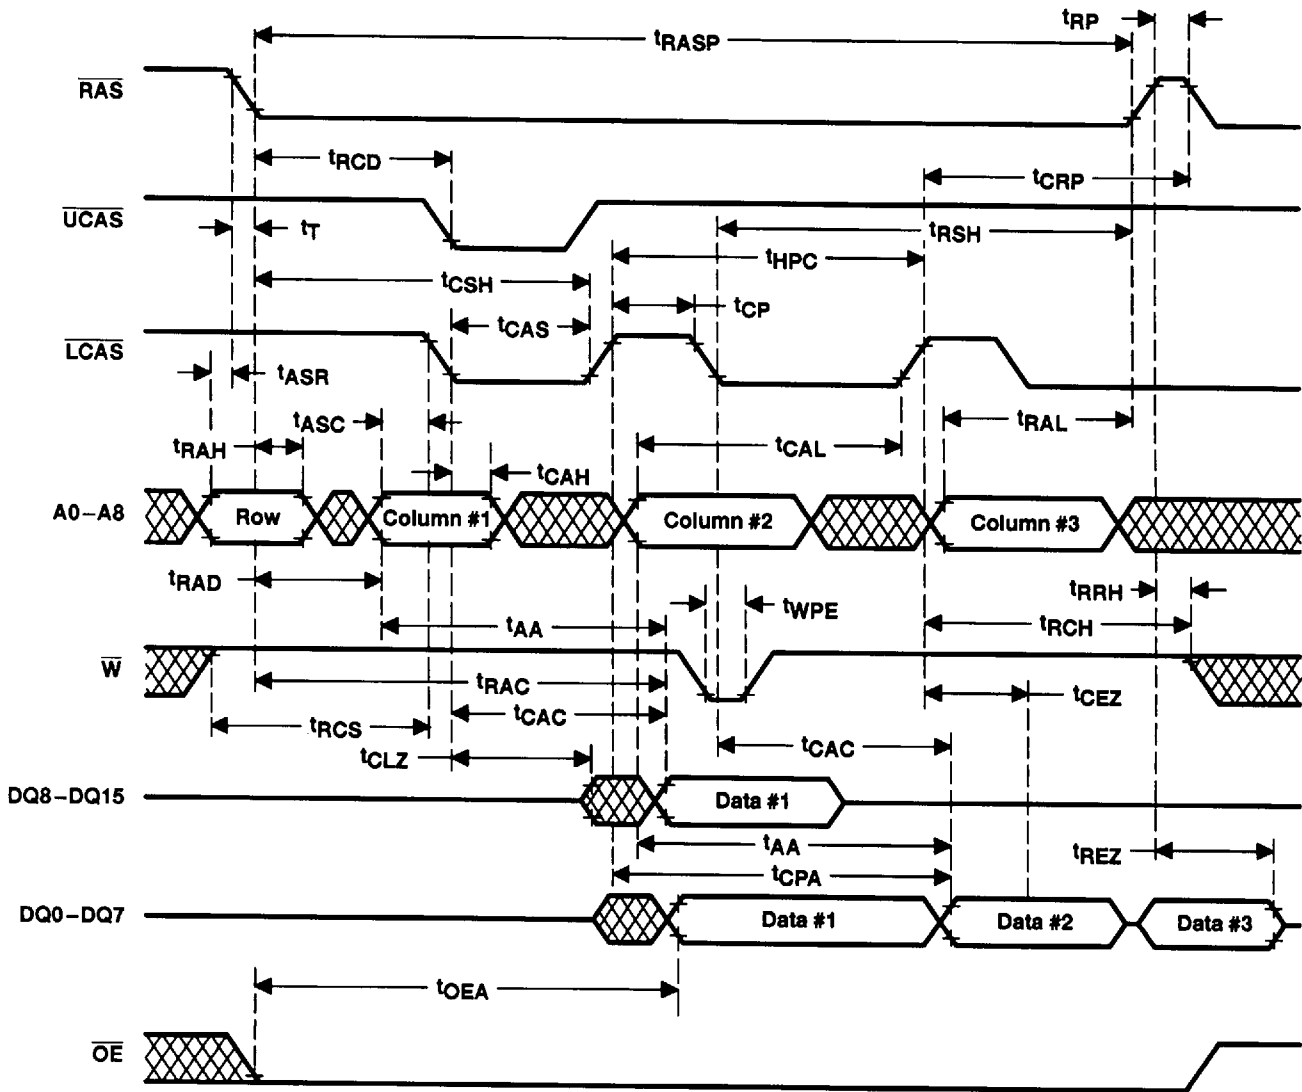 tRP
tRASP
RAS
tRCD
tCRP
UCAS
tT
tRSH
tHPC
tCSH
tCP
tCAS
LCAS
tASR
tASC
tRAL
tRAH
tCAL
tCAH
A0–A8
Row
Column #1
Column #2
Column #3
tRAD
tRRH
tWPE
tAA
tRCH
W
tRAC
tCEZ
tCAC
tRCS
tCAC
tCLZ
DQ8–DQ15
Data #1
tAA
tREZ
tCPA
DQ0–DQ7
Data #1
Data #2
Data #3
tOEA
OE